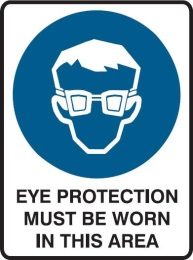 EYE PROTECTION
MUST BE WORN
IN THIS AREA